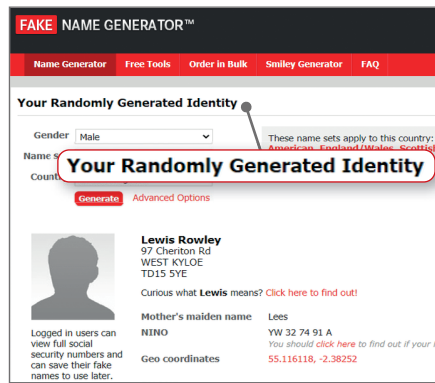 FAKE NAME GENERATOR™
Name Generator Free Tools Order in Bulk Smiley Generator FAQ
Your Randomly Generated Identity
Gender Male
These name sets apply to this country:
American, England/Wales, Scottish
Your Randomly Generated Identity
Generate Advanced Options
Lewis Rowley
97 Cheriton Rd
WEST KYLOE
TD15 5YE
Curious what Lewis means? Click here to find out!
Mother's maiden name Lees
NINO YW 32 74 91 A
You should click here to find out if your
Geo coordinates 55.116118, -2.38252
Logged in users can
view full social
security numbers and
can save their fake
names to use later.